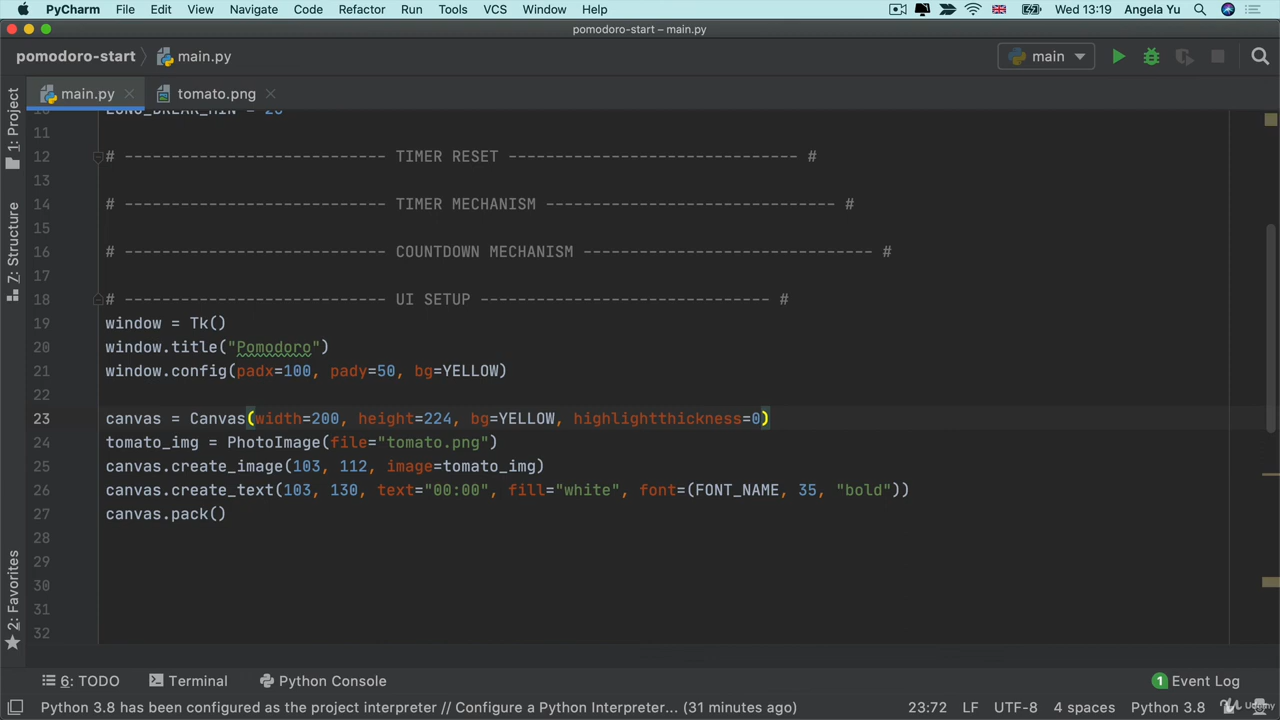 PyCharm File Edit View Navigate Code Refactor Run Tools VCS Window Help Wed 13:19 Angela Yu
pomodoro-start – main.py
pomodoro-start main.py main
main.py tomato.png
1: Project
Z: Structure
2: Favorites
10 LONG_BREAK_MIN = 20
11
12 # ---------------------------- TIMER RESET ------------------------------- #
13
14 # ---------------------------- TIMER MECHANISM ------------------------------- #
15
16 # ---------------------------- COUNTDOWN MECHANISM ------------------------------- #
17
18 # ---------------------------- UI SETUP ------------------------------- #
19 window = Tk()
20 window.title("Pomodoro")
21 window.config(padx=100, pady=50, bg=YELLOW)
22
23 canvas = Canvas(width=200, height=224, bg=YELLOW, highlightthickness=0)
24 tomato_img = PhotoImage(file="tomato.png")
25 canvas.create_image(103, 112, image=tomato_img)
26 canvas.create_text(103, 130, text="00:00", fill="white", font=(FONT_NAME, 35, "bold"))
27 canvas.pack()
28
29
30
31
32
6: TODO Terminal Python Console 1 Event Log
Python 3.8 has been configured as the project interpreter // Configure a Python Interpreter... (31 minutes ago) 23:72 LF UTF-8 4 spaces Python 3.8 Udemy